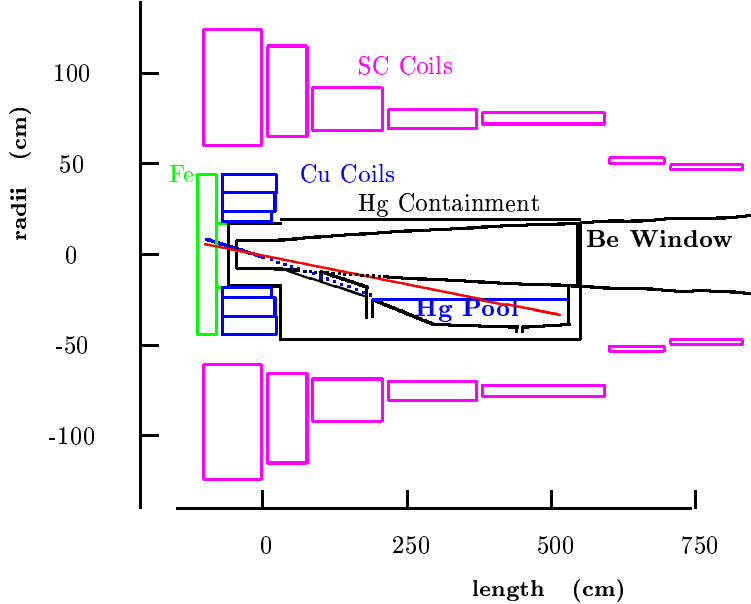 100
SC Coils
50
Fe
Cu Coils
radii (cm)
Hg Containment
0
Be Window
Hg Pool
-50
-100
0
250
500
750
length (cm)